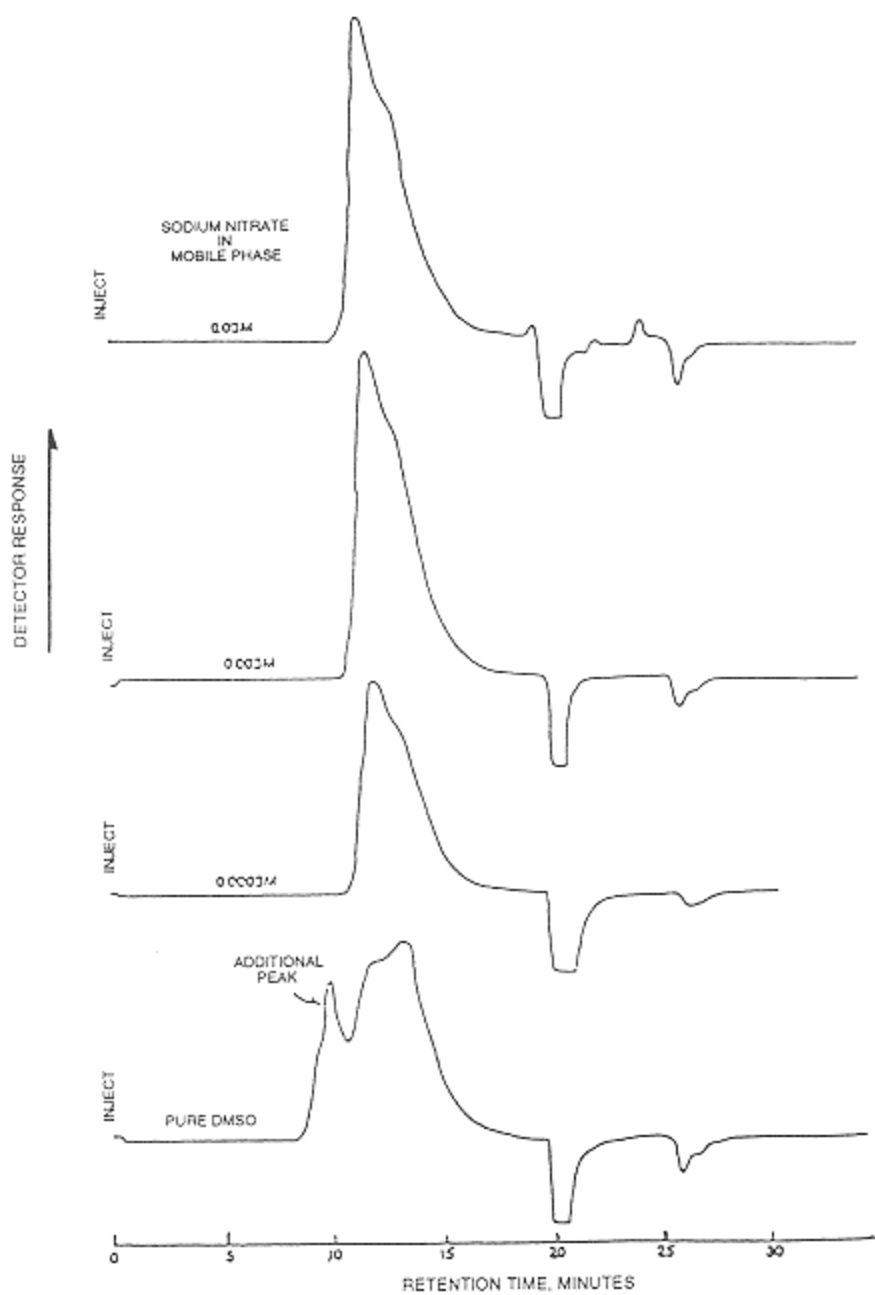 SODIUM NITRATE
IN
MOBILE PHASE
INJECT
0.03M
DETECTOR RESPONSE
INJECT
0.003M
INJECT
0.0003M
ADDITIONAL
PEAK
INJECT
PURE DMSO
0 5 10 15 20 25 30
RETENTION TIME, MINUTES